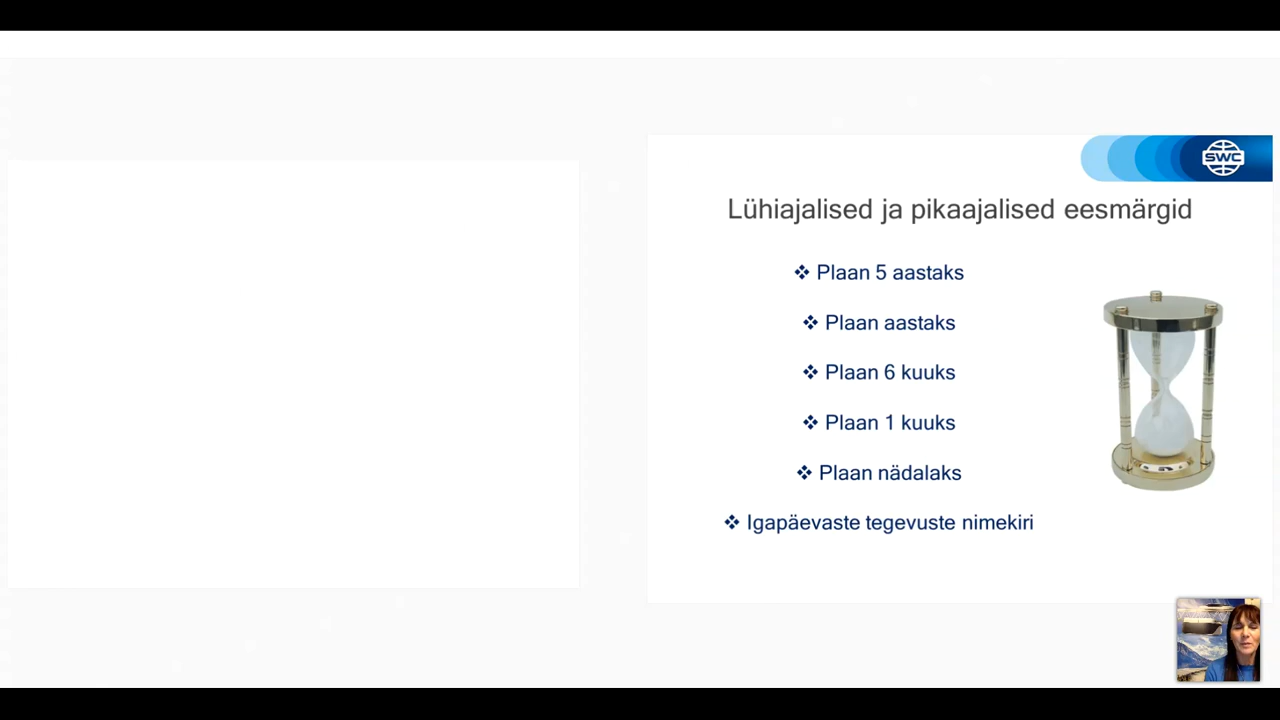 SWC
Lühiajalised ja pikaajalised eesmärgid
❖ Plaan 5 aastaks
❖ Plaan aastaks
❖ Plaan 6 kuuks
❖ Plaan 1 kuuks
❖ Plaan nädalaks
❖ Igapäevaste tegevuste nimekiri